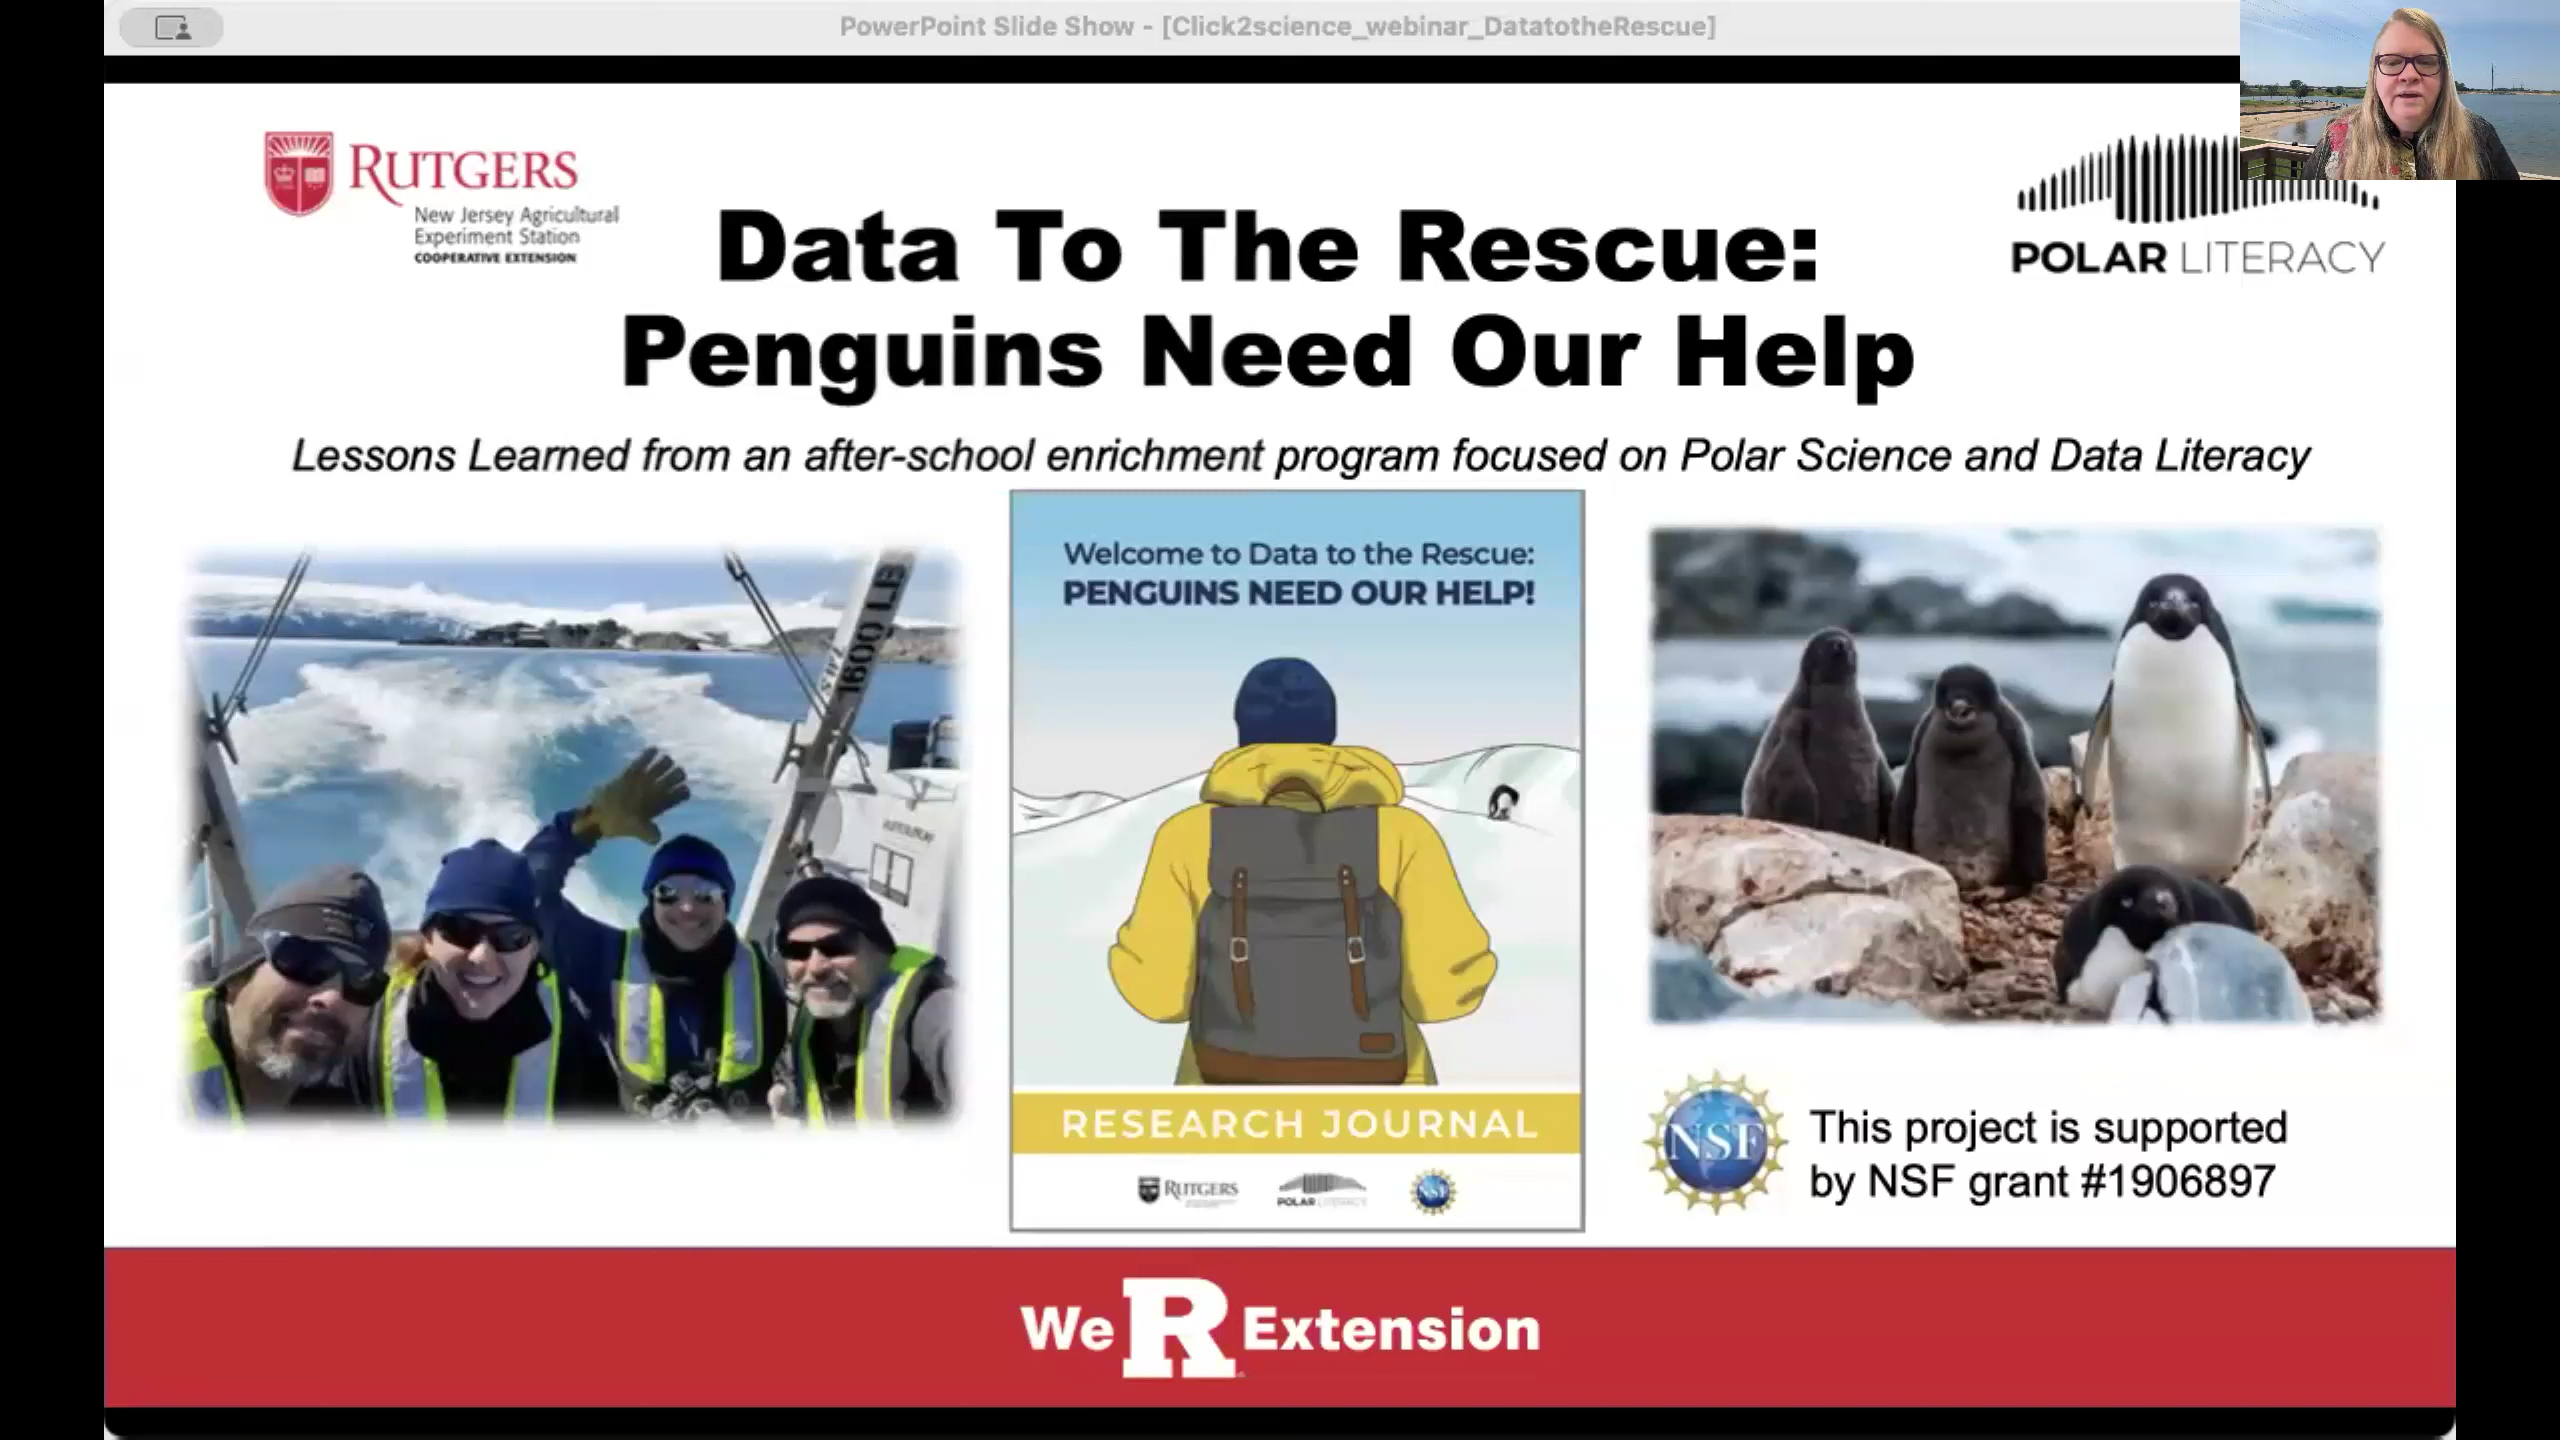 PowerPoint Slide Show - [Click2science_webinar_DatatotheRescue]
RUTGERS
New Jersey Agricultural
Experiment Station
COOPERATIVE EXTENSION
POLAR LITERACY
Data To The Rescue:
Penguins Need Our Help
Lessons Learned from an after-school enrichment program focused on Polar Science and Data Literacy
1600 LB
Welcome to Data to the Rescue:
PENGUINS NEED OUR HELP!
RESEARCH JOURNAL
RUTGERS
POLAR LITERACY
NSF
NSF
This project is supported
by NSF grant #1906897
We R Extension